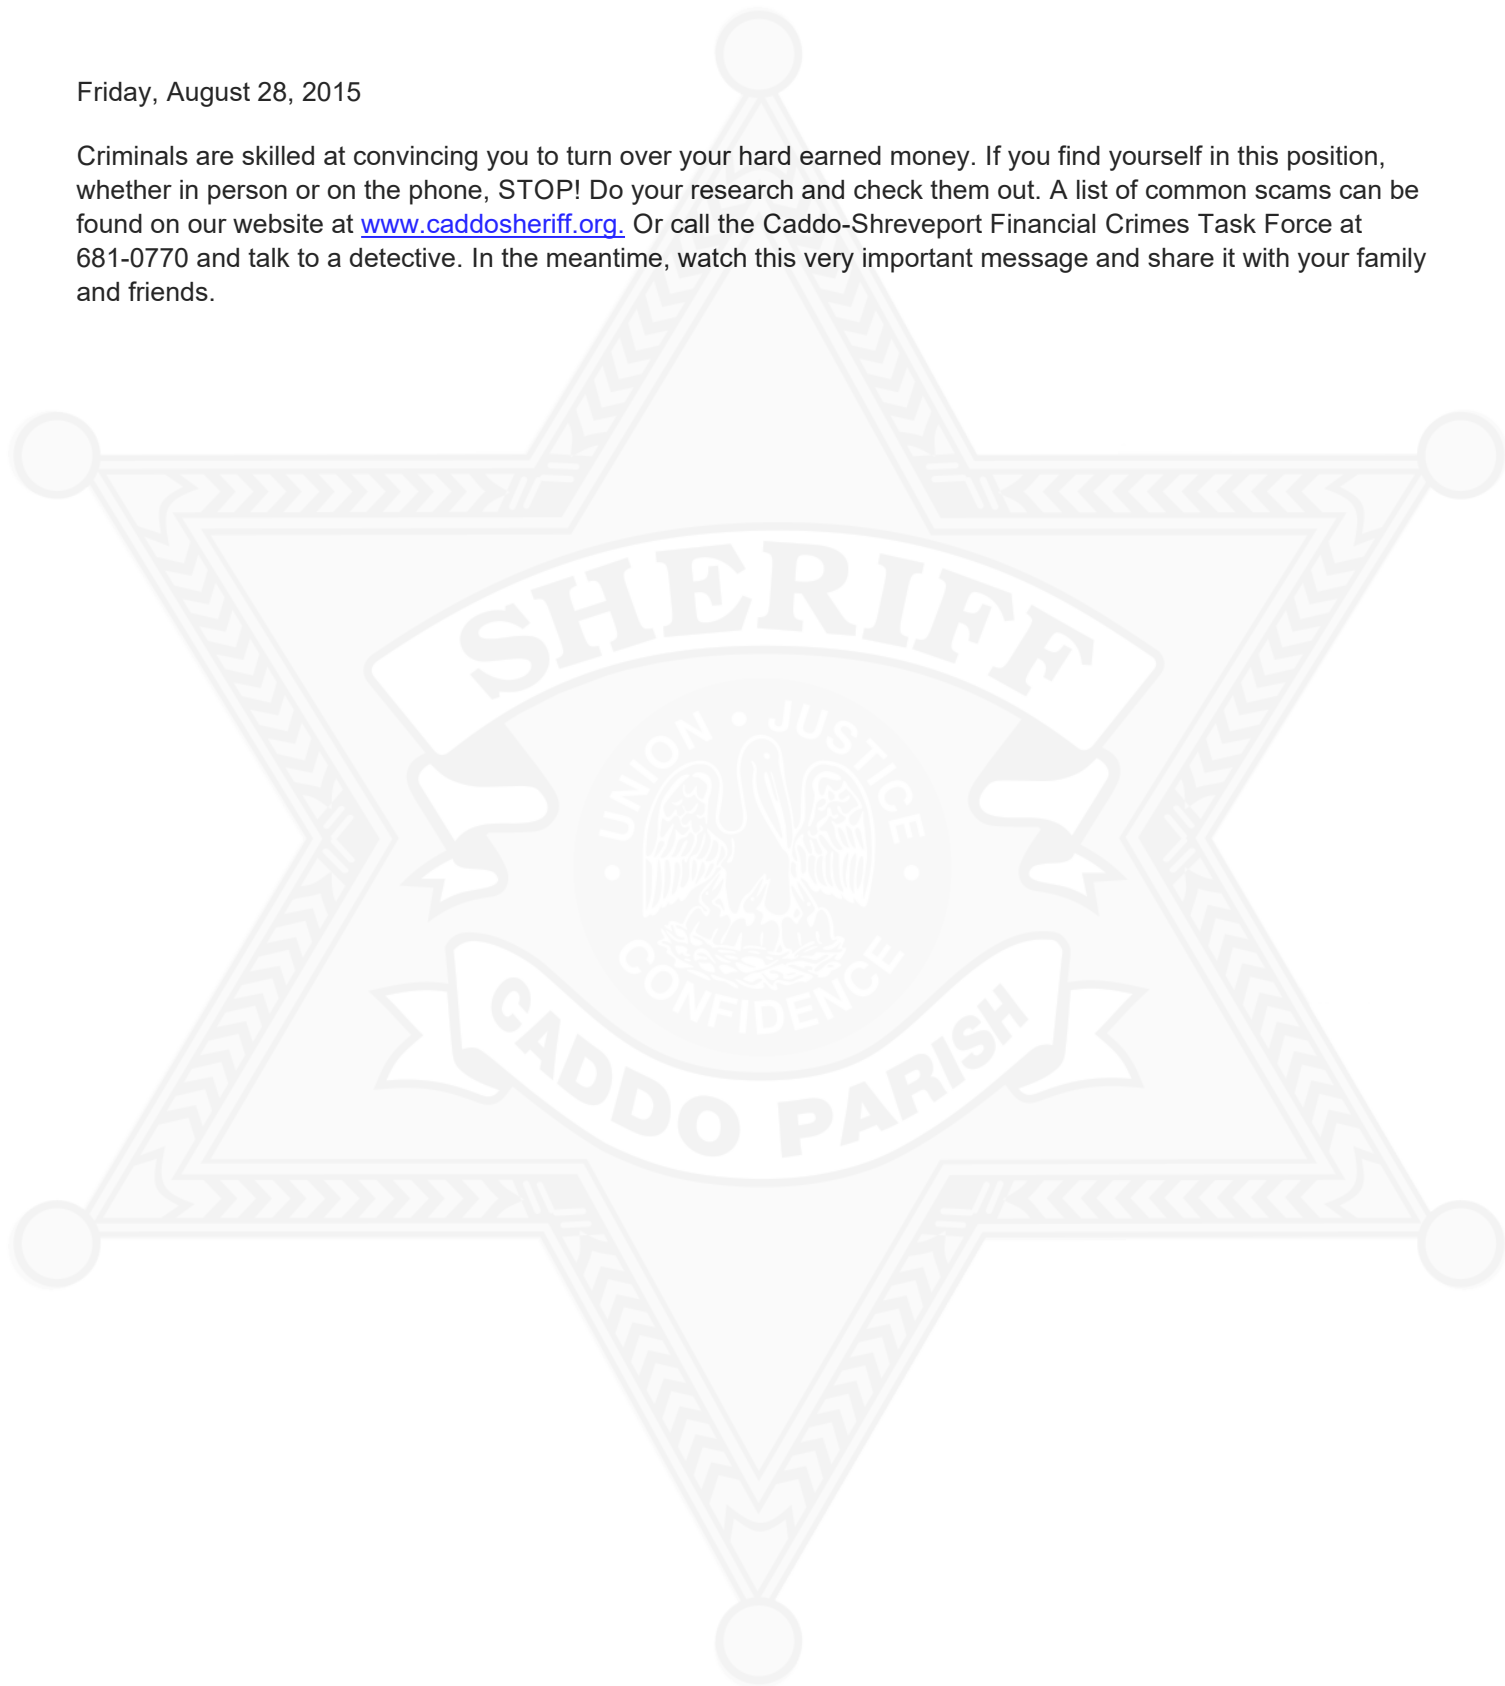 Friday, August 28, 2015
Criminals are skilled at convincing you to turn over your hard earned money. If you find yourself in this position,
whether in person or on the phone, STOP! Do your research and check them out. A list of common scams can be
found on our website at www.caddosheriff.org. Or call the Caddo-Shreveport Financial Crimes Task Force at
681-0770 and talk to a detective. In the meantime, watch this very important message and share it with your family
and friends.
SHERIFF
UNION • JUSTICE
• CONFIDENCE •
CADDO PARISH